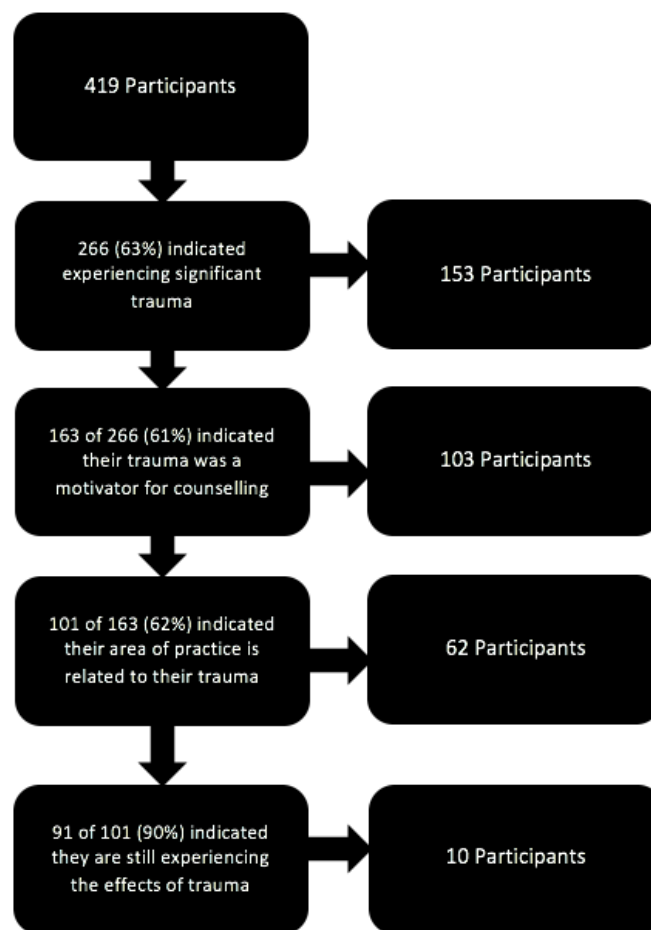 419 Participants
266 (63%) indicated
experiencing significant
trauma
153 Participants
163 of 266 (61%) indicated
their trauma was a
motivator for counselling
103 Participants
101 of 163 (62%) indicated
their area of practice is
related to their trauma
62 Participants
91 of 101 (90%) indicated
they are still experiencing
the effects of trauma
10 Participants